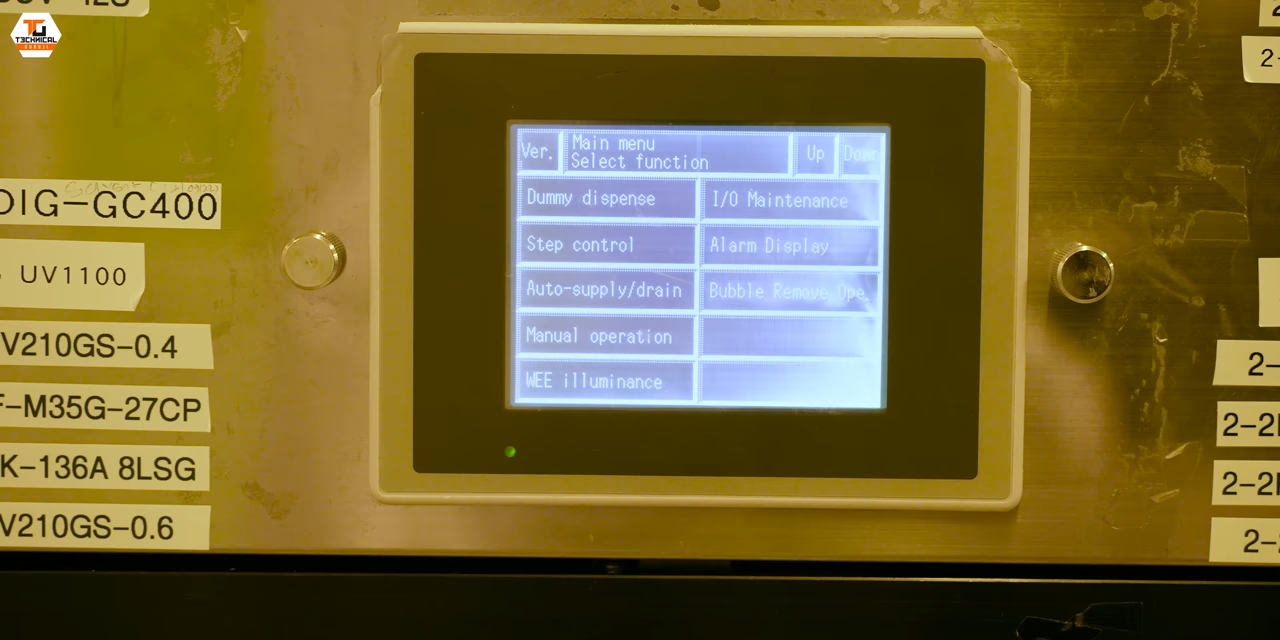 TG
TECHNICAL
GURUJI
DIG-GC400
UV1100
V210GS-0.4
F-M35G-27CP
K-136A 8LSG
V210GS-0.6
Ver.
Main menu
Select function
Up
Down
Dummy dispense
I/O Maintenance
Step control
Alarm Display
Auto-supply/drain
Bubble Remove Ope.
Manual operation
WEE illuminance
2-
2-
2-2
2-2
2-